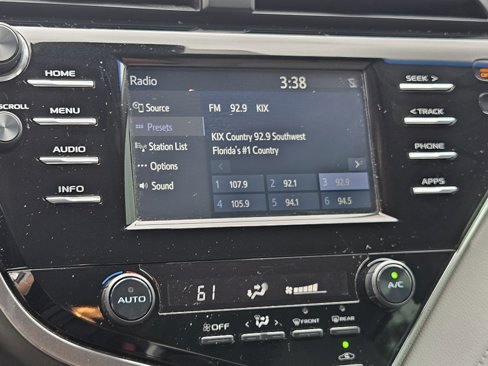 Radio 3:38
HOME
SCROLL
MENU
AUDIO
INFO
Source
Presets
Station List
Options
Sound
FM 92.9 KIX
KIX Country 92.9 Southwest
Florida's #1 Country
1 107.9 2 92.1 3 92.9
4 105.9 5 94.1 6 94.5
SEEK >
< TRACK
PHONE
APPS
AUTO
61
A/C
OFF
FRONT
REAR